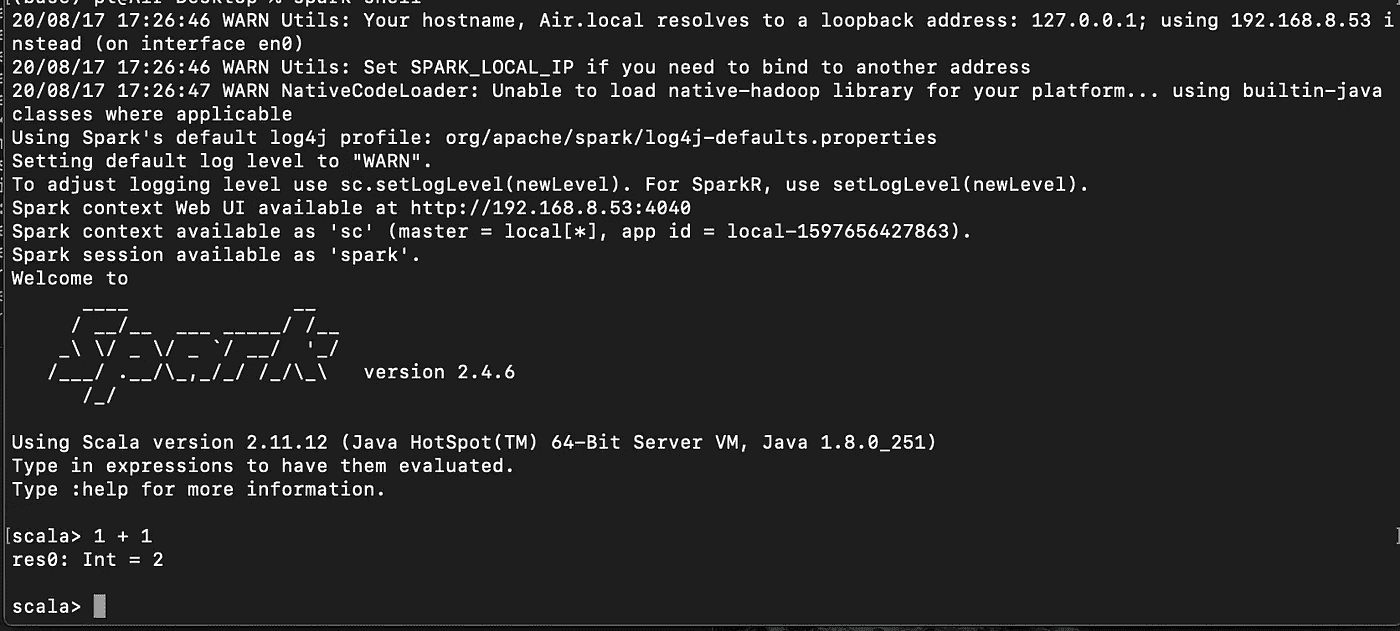 20/08/17 17:26:46 WARN Utils: Your hostname, Air.local resolves to a loopback address: 127.0.0.1; using 192.168.8.53 i
nstead (on interface en0)
20/08/17 17:26:46 WARN Utils: Set SPARK_LOCAL_IP if you need to bind to another address
20/08/17 17:26:47 WARN NativeCodeLoader: Unable to load native-hadoop library for your platform... using builtin-java
classes where applicable
Using Spark's default log4j profile: org/apache/spark/log4j-defaults.properties
Setting default log level to "WARN".
To adjust logging level use sc.setLogLevel(newLevel). For SparkR, use setLogLevel(newLevel).
Spark context Web UI available at http://192.168.8.53:4040
Spark context available as 'sc' (master = local[*], app id = local-1597656427863).
Spark session available as 'spark'.
Welcome to
      ____              __
     / __/__  ___ _____/ /__
    _\ \/ _ \/ _ `/ __/  '_/
   /___/ .__/\_,_/_/ /_/\_\   version 2.4.6
      /_/
Using Scala version 2.11.12 (Java HotSpot(TM) 64-Bit Server VM, Java 1.8.0_251)
Type in expressions to have them evaluated.
Type :help for more information.
[scala> 1 + 1 ]
res0: Int = 2
scala>